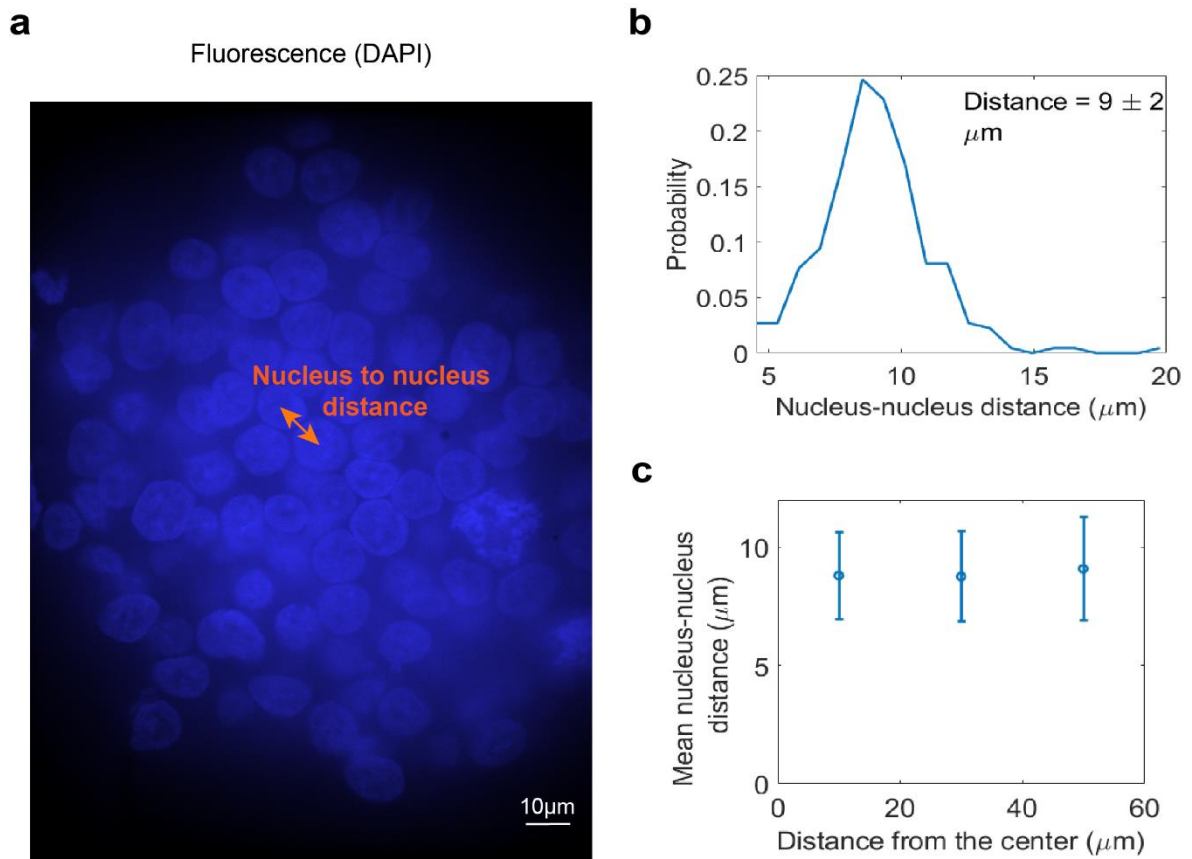 a
Fluorescence (DAPI)
Nucleus to nucleus
distance
10μm
b
Probability
0.25
0.2
0.15
0.1
0.05
0
5
10
15
20
Distance = 9 ± 2
μm
Nucleus-nucleus distance (μm)
c
Mean nucleus-nucleus
distance (μm)
10
5
0
0
20
40
60
Distance from the center (μm)